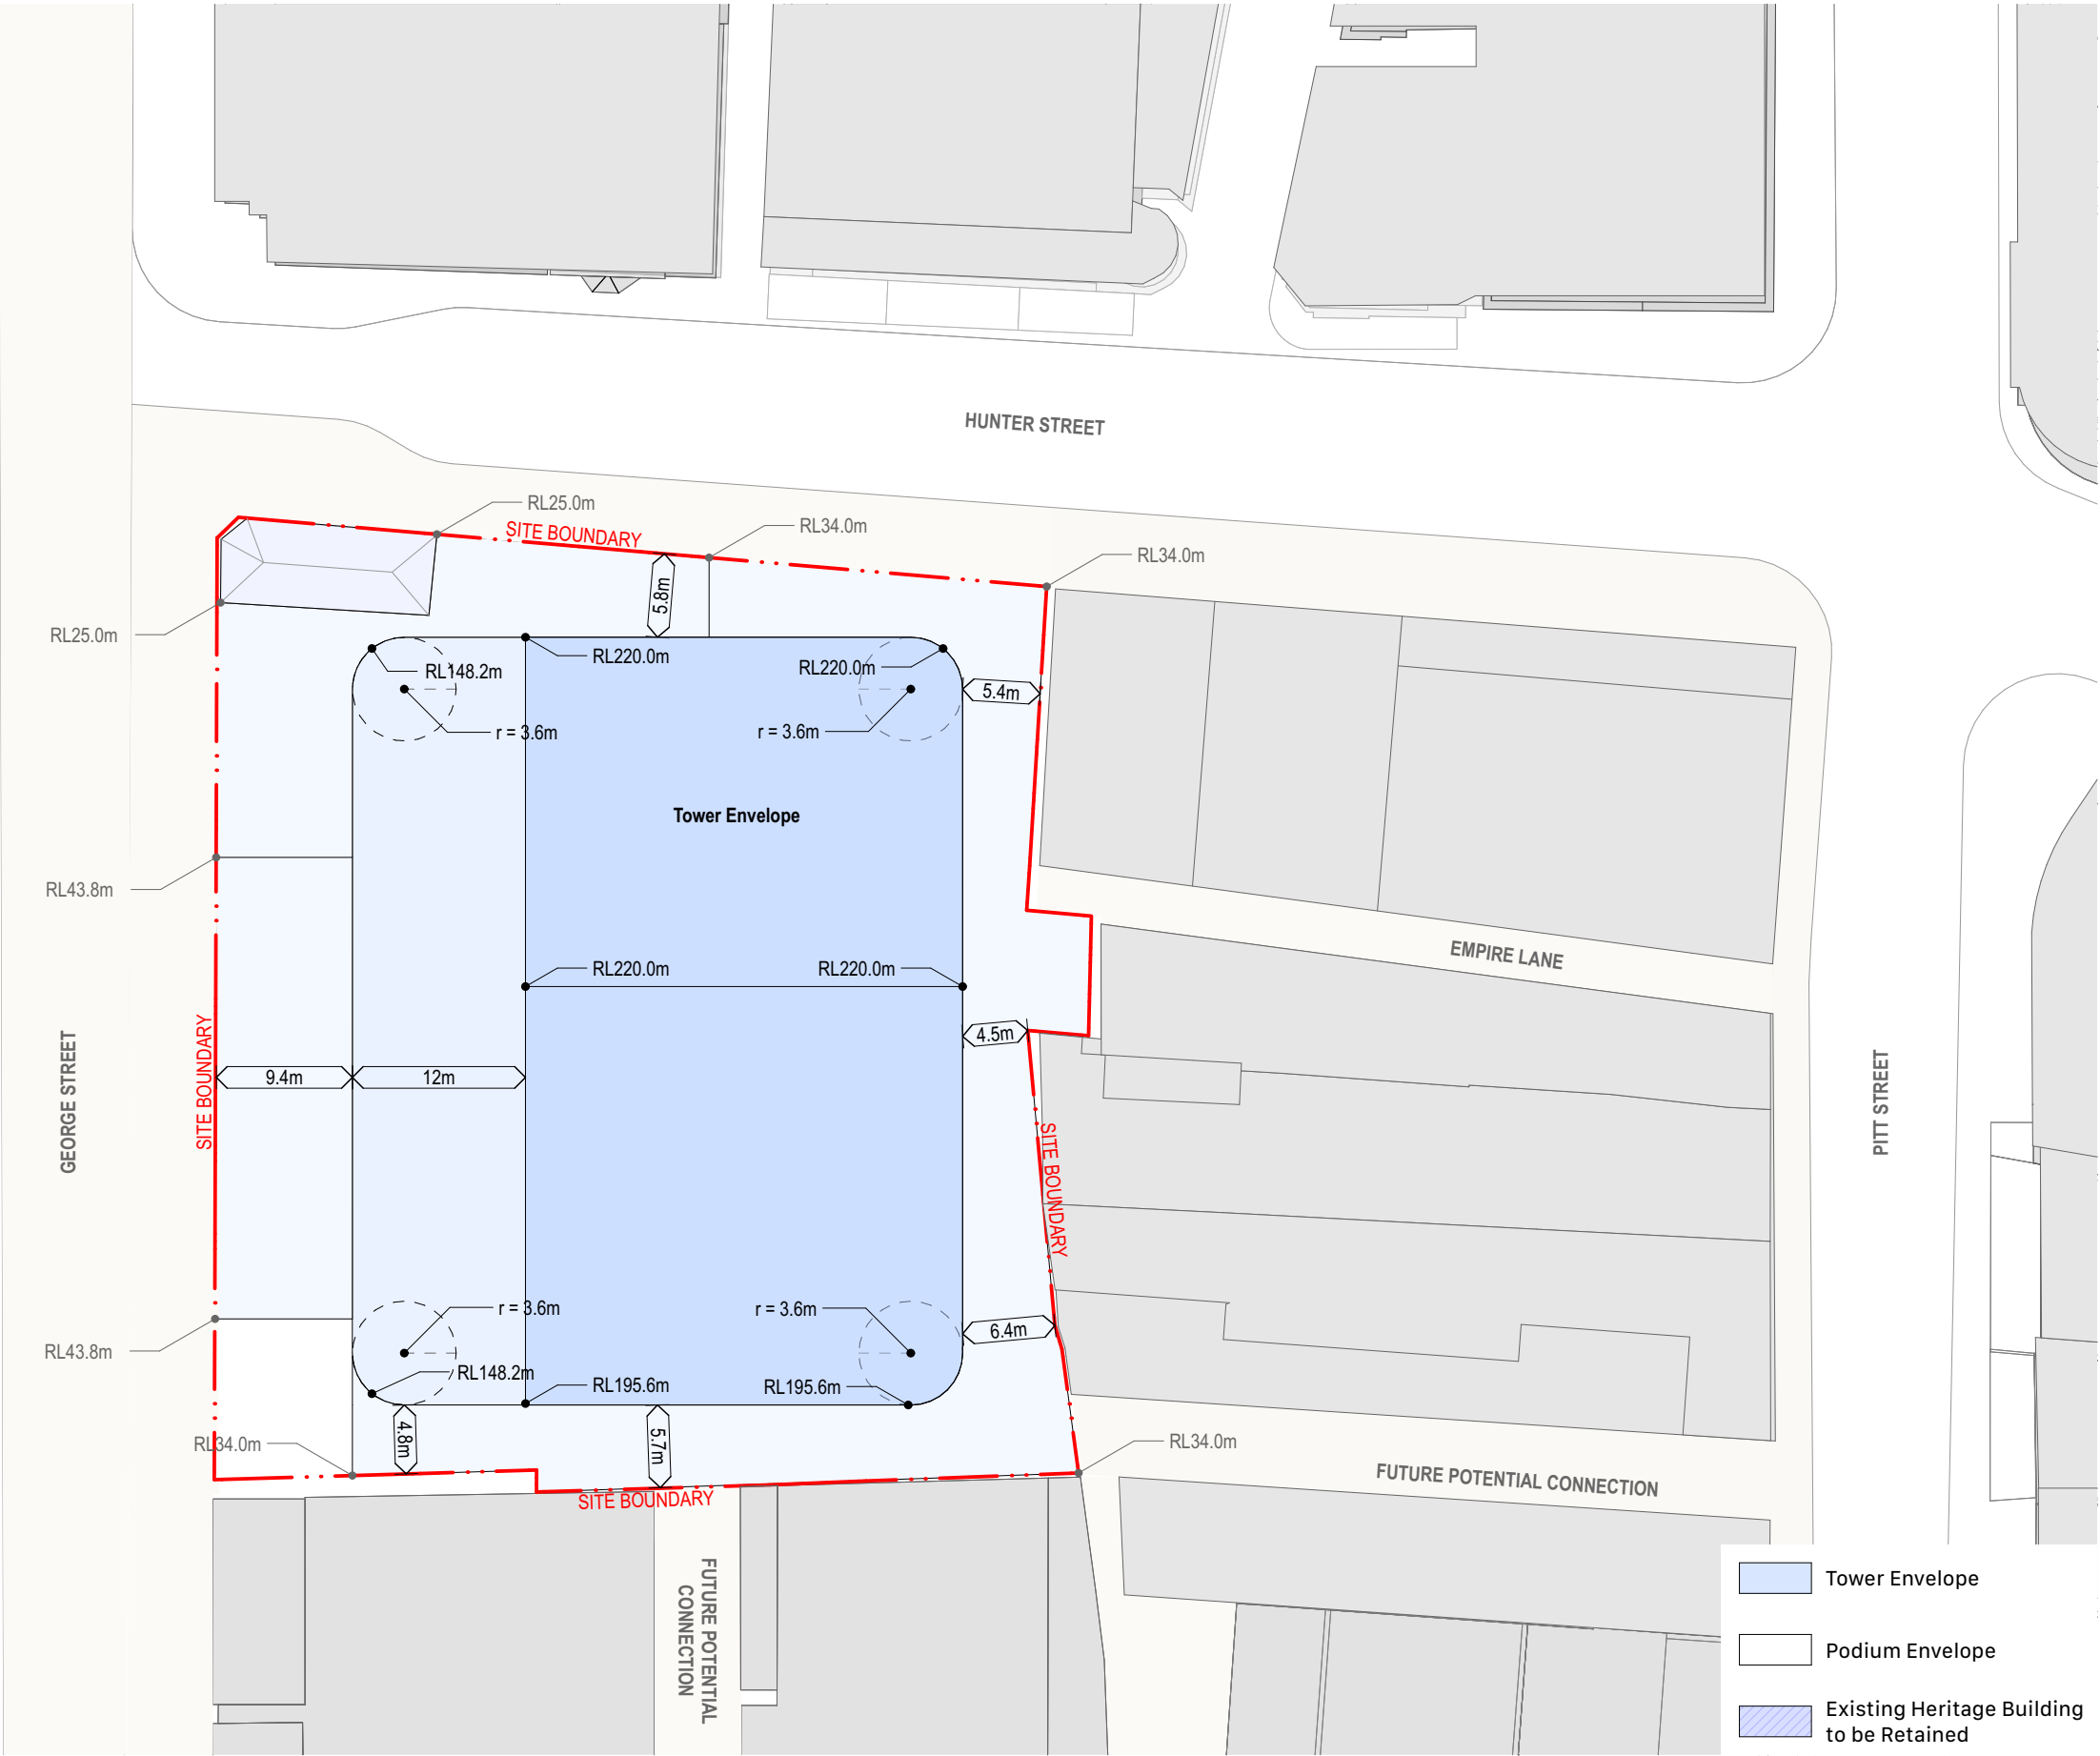 HUNTER STREET
RL25.0m
SITE BOUNDARY
RL34.0m
RL34.0m
5.8m
RL25.0m
RL220.0m
RL220.0m
RL148.2m
5.4m
r = 3.6m
r = 3.6m
Tower Envelope
RL43.8m
EMPIRE LANE
RL220.0m
RL220.0m
4.5m
GEORGE STREET
SITE BOUNDARY
9.4m
12m
SITE BOUNDARY
PITT STREET
r = 3.6m
r = 3.6m
6.4m
RL43.8m
RL148.2m
RL195.6m
RL195.6m
4.8m
5.7m
RL34.0m
RL34.0m
SITE BOUNDARY
FUTURE POTENTIAL CONNECTION
FUTURE POTENTIAL
CONNECTION
Tower Envelope
Podium Envelope
Existing Heritage Building
to be Retained